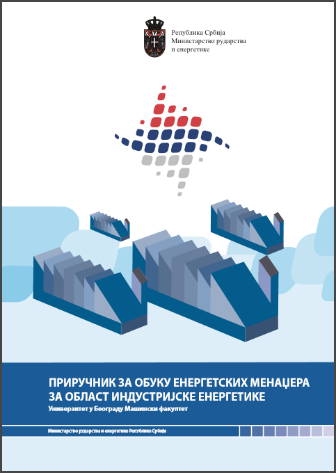 Република Србија
Министарство рударства
и енергетике
ПРИРУЧНИК ЗА ОБУКУ ЕНЕРГЕТСКИХ МЕНАЏЕРА
ЗА ОБЛАСТ ИНДУСТРИЈСКЕ ЕНЕРГЕТИКЕ
Универзитет у Београду Машински факултет
Министарство рударства и енергетике Републике Србије